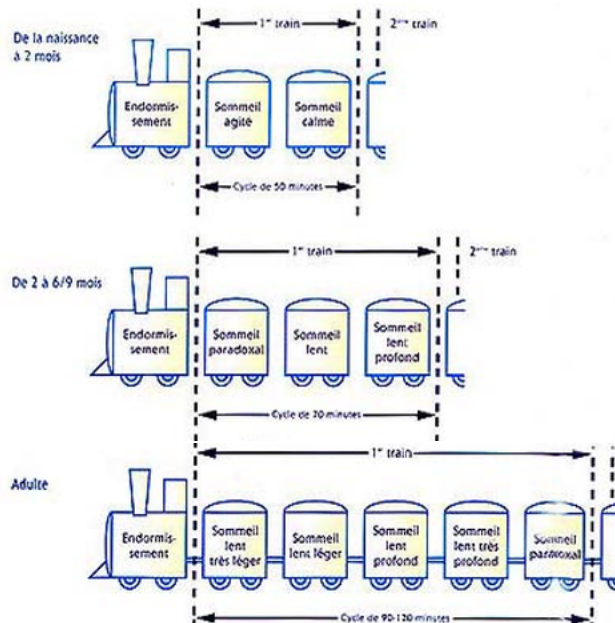 1er train
2ème train
De la naissance
à 2 mois
Endormis-
sement
Sommeil
agité
Sommeil
calme
Cycle de 50 minutes
1er train
2ème train
De 2 à 6/9 mois
Endormis-
sement
Sommeil
paradoxal
Sommeil
lent
Sommeil
lent
profond
Cycle de 70 minutes
1er train
Adulte
Endormis-
sement
Sommeil
lent
très léger
Sommeil
lent léger
Sommeil
lent
profond
Sommeil
lent très
profond
Sommeil
paradoxal
Cycle de 90-120 minutes